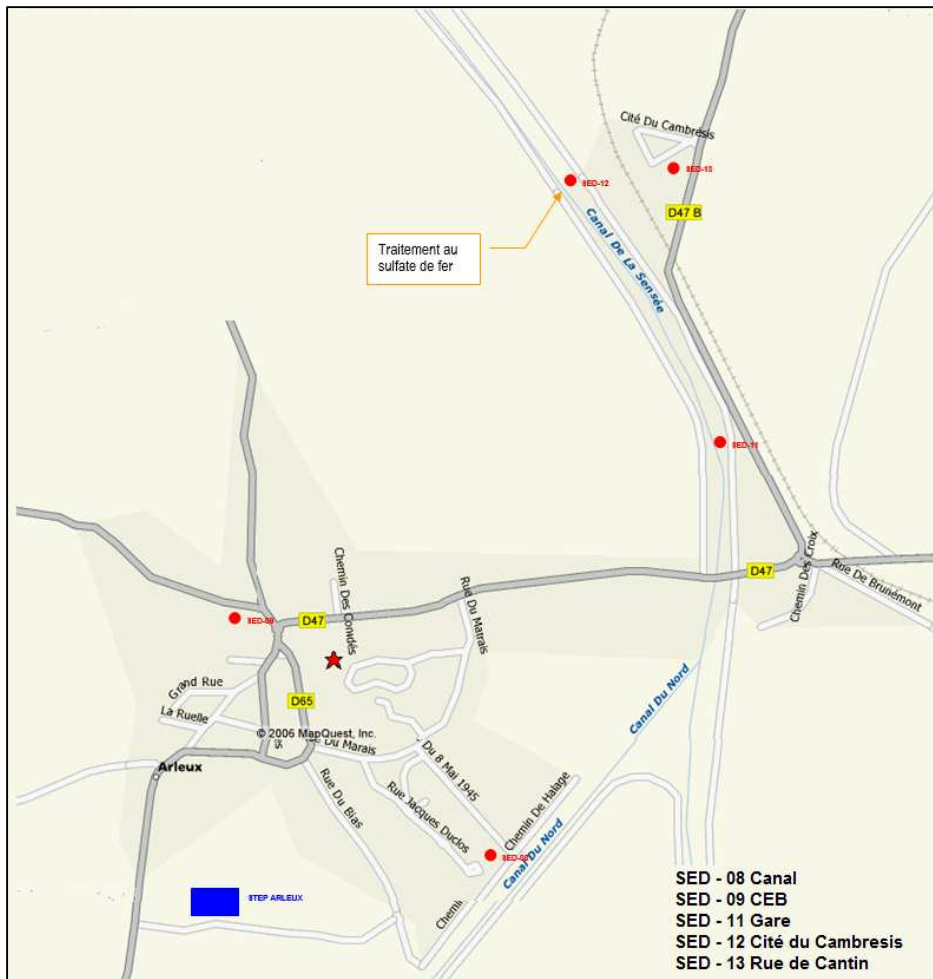 Cité Du Cambrésis
SED-13
SED-12
D47 B
Traitement au
sulfate de fer
Canal De La Sensée
SED-11
Chemin Des Croix
Rue De Brunémont
D47
Chemin Des Conidés
Rue Du Marais
SED-09
D47
Grand Rue
La Ruelle
D65
© 2006 MapQuest, Inc.
Du Marais
Canal Du Nord
Arleux
Du 8 Mai 1945
Rue Du Bias
Rue Jacques Duclos
Chemin De Halage
Canal Du Nord
SED-08
Chemin
STEP ARLEUX
SED - 08 Canal
SED - 09 CEB
SED - 11 Gare
SED - 12 Cité du Cambresis
SED - 13 Rue de Cantin